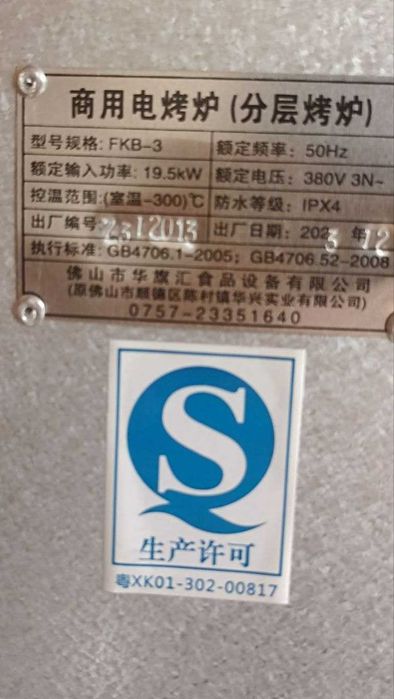 商用电烤炉(分层烤炉)
型号规格: FKB-3 额定频率: 50Hz
额定输入功率: 19.5kW 额定电压: 380V 3N~
控温范围:(室温-300)℃ 防水等级: IPX4
出厂编号: 2312013 出厂日期: 2023 12
执行标准: GB4706.1-2005; GB4706.52-2008
佛山市华旗汇食品设备有限公司
(原佛山市顺德区陈村镇华兴实业有限公司)
0757-23351640
S
生产许可
粤XK01-302-00817